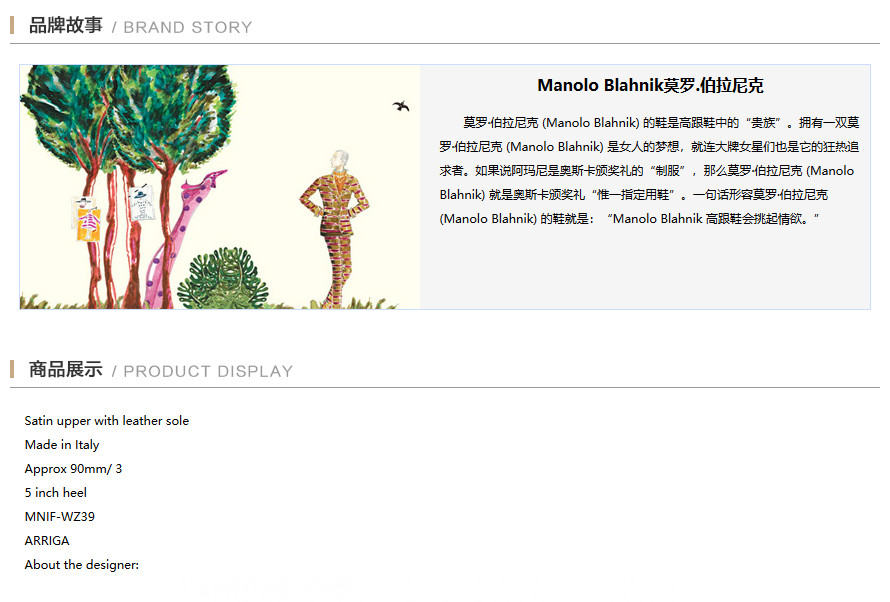 品牌故事 / BRAND STORY
Manolo Blahnik莫罗.伯拉尼克
莫罗·伯拉尼克 (Manolo Blahnik) 的鞋是高跟鞋中的“贵族”。拥有一双莫
罗·伯拉尼克 (Manolo Blahnik) 是女人的梦想，就连大牌女星们也是它的狂热追
求者。如果说阿玛尼是奥斯卡颁奖礼的“制服”，那么莫罗·伯拉尼克 (Manolo
Blahnik) 就是奥斯卡颁奖礼“惟一指定用鞋”。一句话形容莫罗·伯拉尼克
(Manolo Blahnik) 的鞋就是：“Manolo Blahnik 高跟鞋会挑起情欲。”
商品展示 / PRODUCT DISPLAY
Satin upper with leather sole
Made in Italy
Approx 90mm/ 3
5 inch heel
MNIF-WZ39
ARRIGA
About the designer: